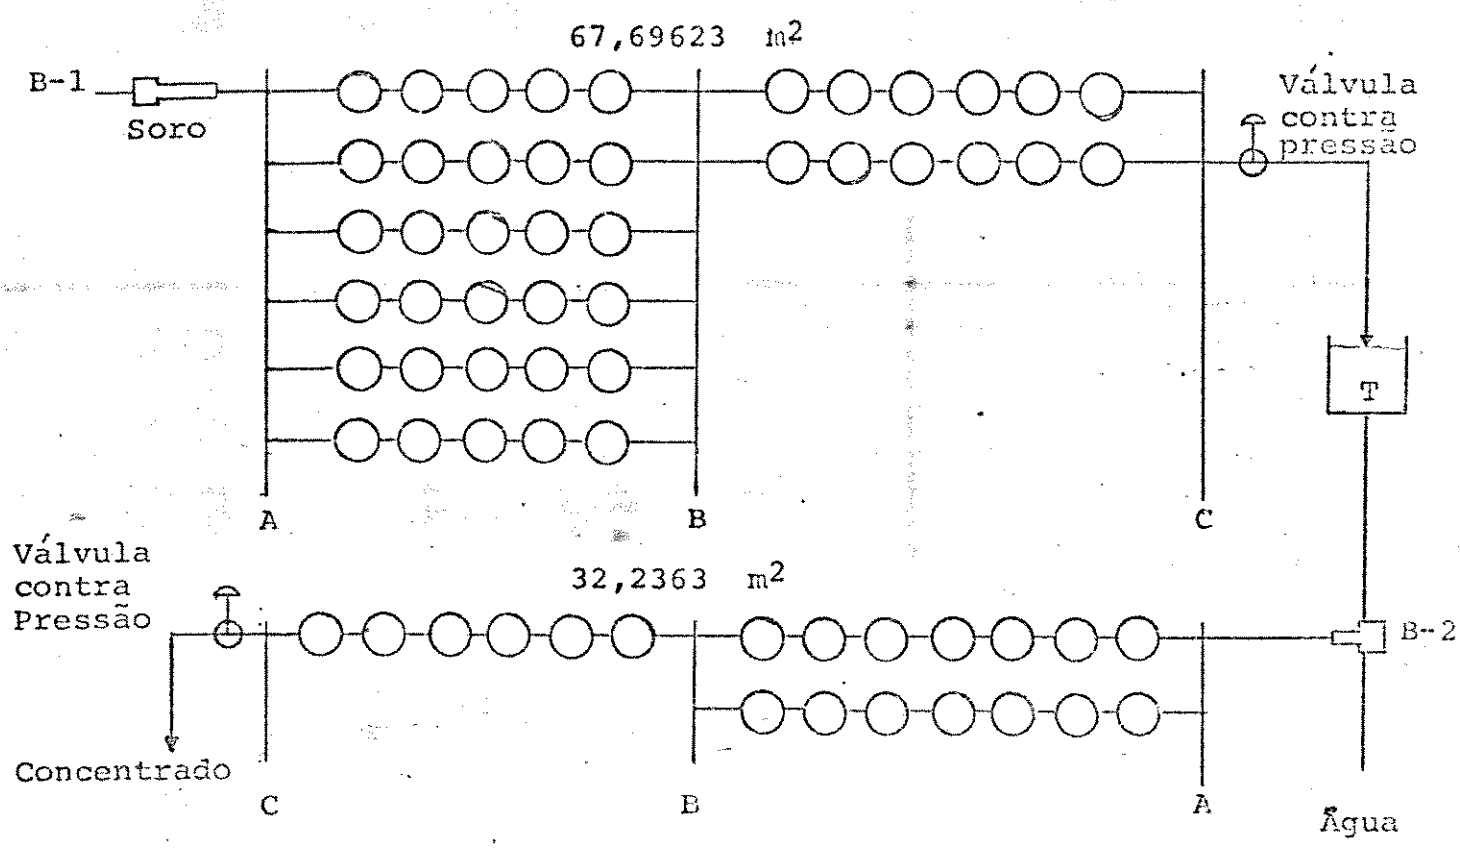 67,69623 m2
B-1
Soro
Válvula
contra
pressão
T
A
B
C
Válvula
contra
Pressão
32,2363 m2
B-2
Concentrado
C
B
A
Água